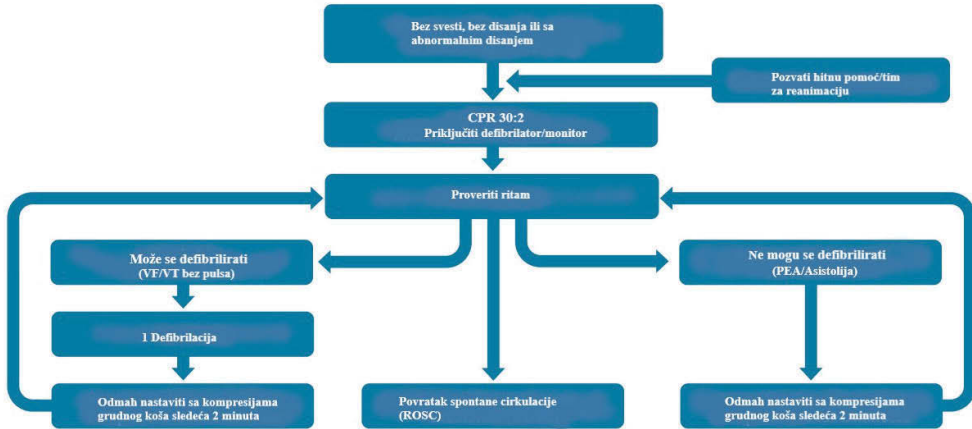 Bez svesti, bez disanja ili sa
abnormalnim disanjem
Pozvati hitnu pomoć/tim
za reanimaciju
CPR 30:2
Priključiti defibrilator/monitor
Proveriti ritam
Može se defibrilirati
(VF/VT bez pulsa)
Ne mogu se defibrilirati
(PEA/Asistolija)
1 Defibrilacija
Odmah nastaviti sa kompresijama
grudnog koša sledeća 2 minuta
Povratak spontane cirkulacije
(ROSC)
Odmah nastaviti sa kompresijama
grudnog koša sledeća 2 minuta